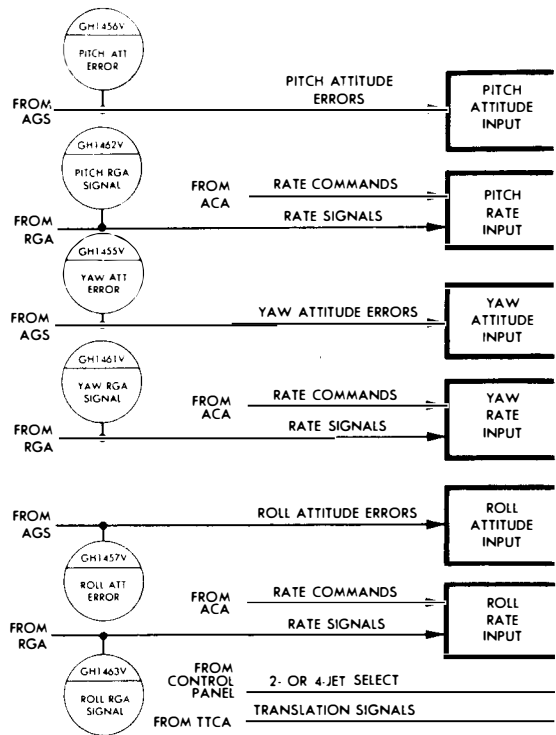 GH1456V
PITCH ATT
ERROR
PITCH ATTITUDE
ERRORS
FROM
AGS
PITCH
ATTITUDE
INPUT
GH1462V
PITCH RGA
SIGNAL
FROM
ACA
RATE COMMANDS
RATE SIGNALS
FROM
RGA
PITCH
RATE
INPUT
GH1455V
YAW ATT
ERROR
FROM
AGS
YAW ATTITUDE ERRORS
YAW
ATTITUDE
INPUT
GH1461V
YAW RGA
SIGNAL
FROM
ACA
RATE COMMANDS
RATE SIGNALS
FROM
RGA
YAW
RATE
INPUT
FROM
AGS
ROLL ATTITUDE ERRORS
ROLL
ATTITUDE
INPUT
GH1457V
ROLL ATT
ERROR
FROM
ACA
RATE COMMANDS
RATE SIGNALS
FROM
RGA
ROLL
RATE
INPUT
GH1463V
ROLL RGA
SIGNAL
FROM
CONTROL
PANEL
2- OR 4-JET SELECT
FROM TTCA
TRANSLATION SIGNALS